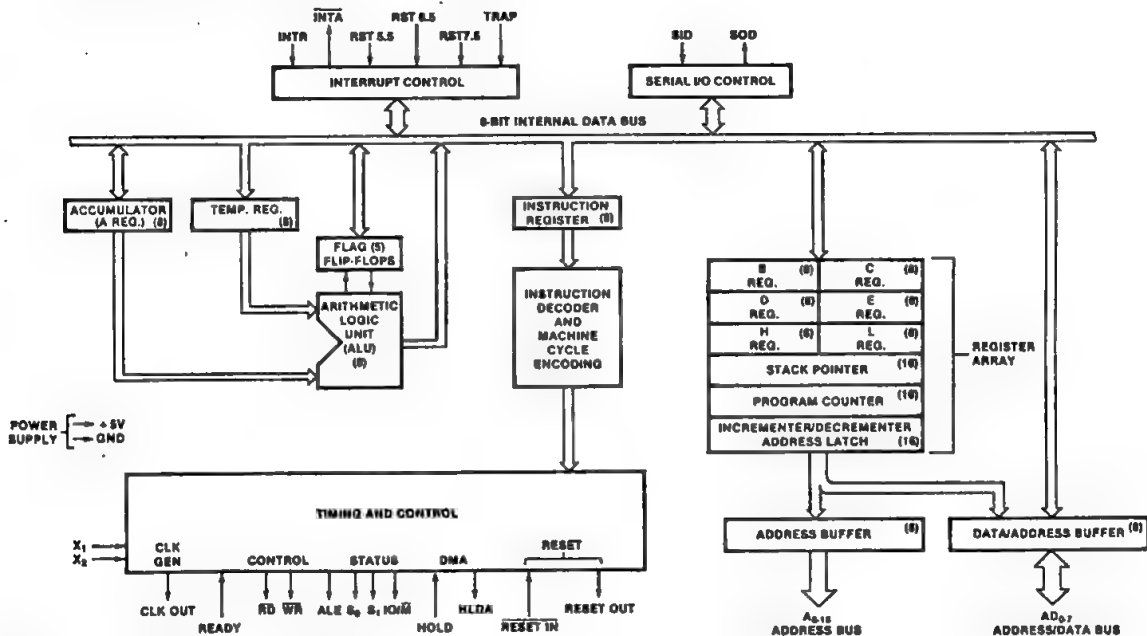 INTR
INTA
RST 5.5
RST 6.5
RST 7.5
TRAP
INTERRUPT CONTROL
SID
SOD
SERIAL I/O CONTROL
8-BIT INTERNAL DATA BUS
ACCUMULATOR
(A REG.) (8)
TEMP. REG.
(8)
FLAG (5)
FLIP-FLOPS
ARITHMETIC
LOGIC
UNIT
(ALU)
(8)
INSTRUCTION
REGISTER (8)
INSTRUCTION
DECODER
AND
MACHINE
CYCLE
ENCODING
B (8)
REG.
C (8)
REG.
D (8)
REG.
E (8)
REG.
H (8)
REG.
L (8)
REG.
STACK POINTER (16)
PROGRAM COUNTER (16)
INCREMENTER/DECREMENTER
ADDRESS LATCH (16)
REGISTER
ARRAY
POWER
SUPPLY
+5V
GND
TIMING AND CONTROL
X₁
X₂
CLK
GEN
CONTROL
STATUS
DMA
RESET
CLK OUT
READY
RD
WR
ALE
S₀
S₁
IO/M
HOLD
HLDA
RESET IN
RESET OUT
ADDRESS BUFFER (8)
DATA/ADDRESS BUFFER (8)
A₈₋₁₅
ADDRESS BUS
AD₀₋₇
ADDRESS/DATA BUS